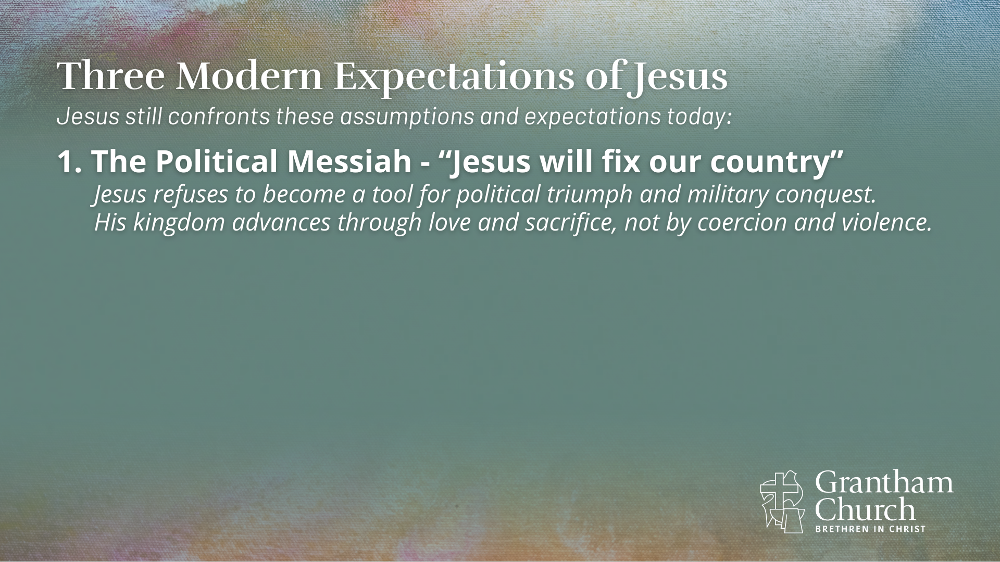 Three Modern Expectations of Jesus
Jesus still confronts these assumptions and expectations today:
1. The Political Messiah - “Jesus will fix our country”
Jesus refuses to become a tool for political triumph and military conquest.
His kingdom advances through love and sacrifice, not by coercion and violence.
Grantham
Church
BRETHREN IN CHRIST